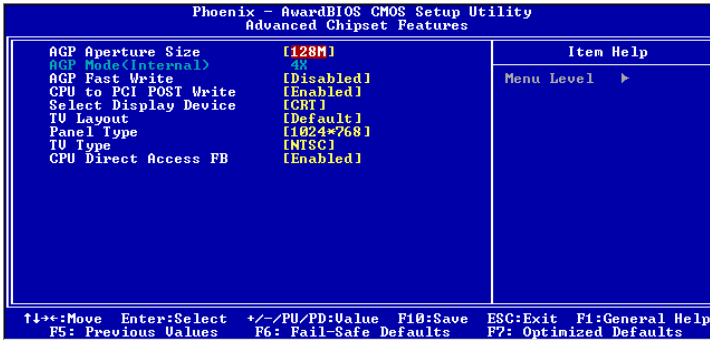 Phoenix - AwardBIOS CMOS Setup Utility
Advanced Chipset Features
AGP Aperture Size [128M]
AGP Mode(Internal) 4X
AGP Fast Write [Disabled]
CPU to PCI POST Write [Enabled]
Select Display Device [CRT]
TV Layout [Default]
Panel Type [1024*768]
TV Type [NTSC]
CPU Direct Access FB [Enabled]
Item Help
Menu Level ▶
↑↓→←:Move Enter:Select +/-/PU/PD:Value F10:Save ESC:Exit F1:General Help
F5: Previous Values F6: Fail-Safe Defaults F7: Optimized Defaults